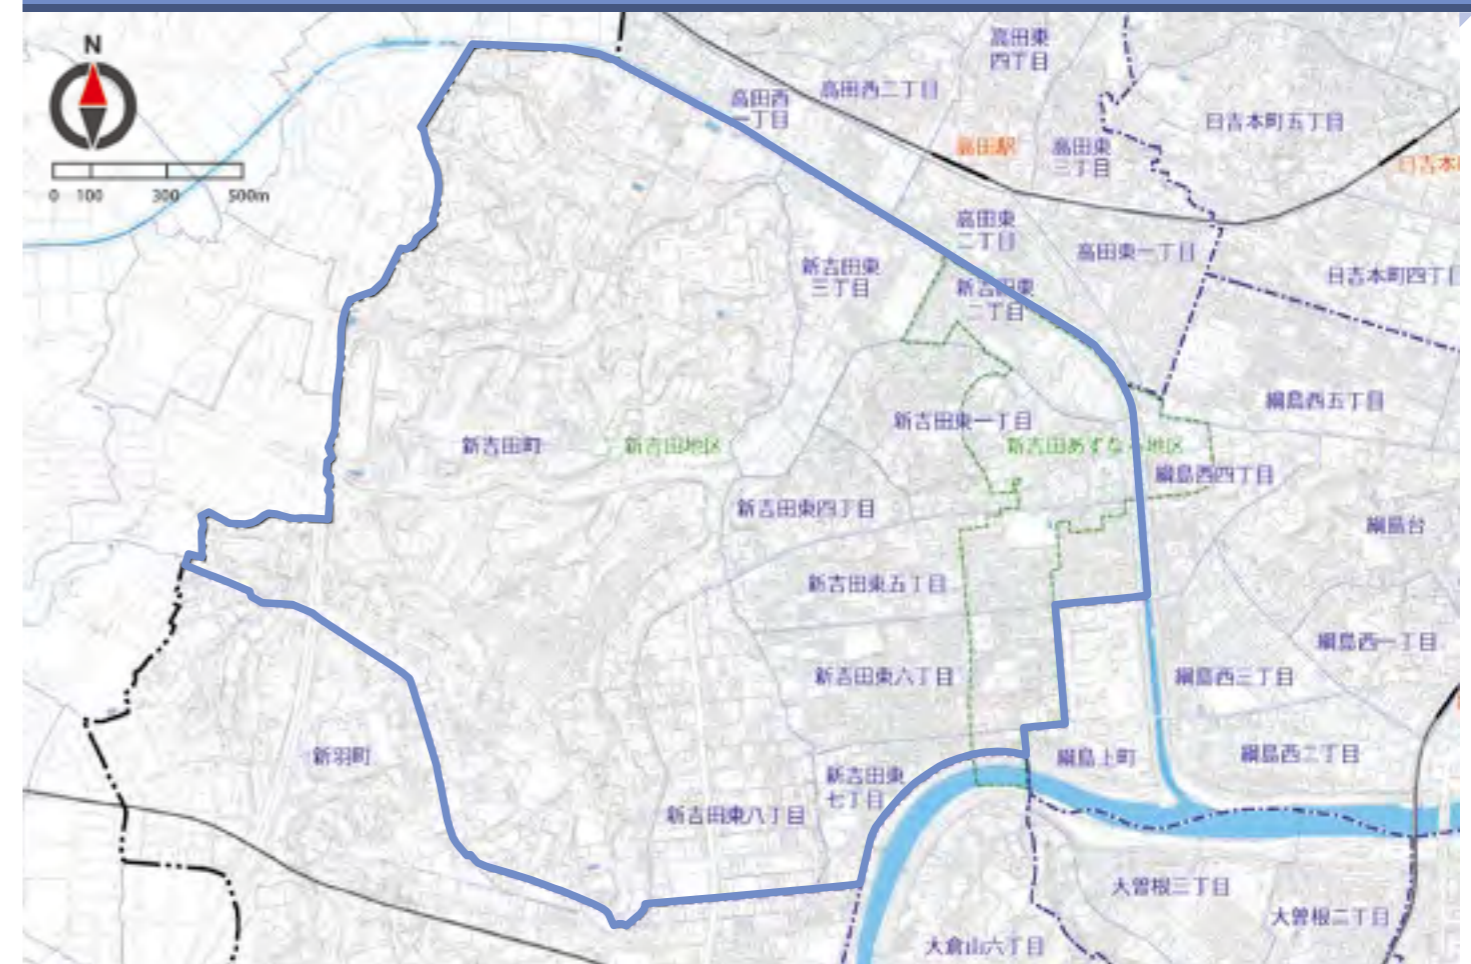 N
0 100 300 500m
高田東
四丁目
高田西二丁目
高田西
一丁目
日吉本町五丁目
高田駅
高田東
三丁目
日吉本
高田東
二丁目
高田東一丁目
新吉田東
三丁目
新吉田東
二丁目
日吉本町四丁目
綱島西五丁目
新吉田東一丁目
新吉田町
新吉田地区
新吉田あすな
地区
綱島西四丁目
新吉田東四丁目
綱島台
新吉田東五丁目
綱島西一丁目
新吉田東六丁目
綱島西三丁目
新羽町
綱島上町
綱島西二丁目
新吉田東
七丁目
新吉田東八丁目
大曽根三丁目
大曽根二丁目
大倉山六丁目